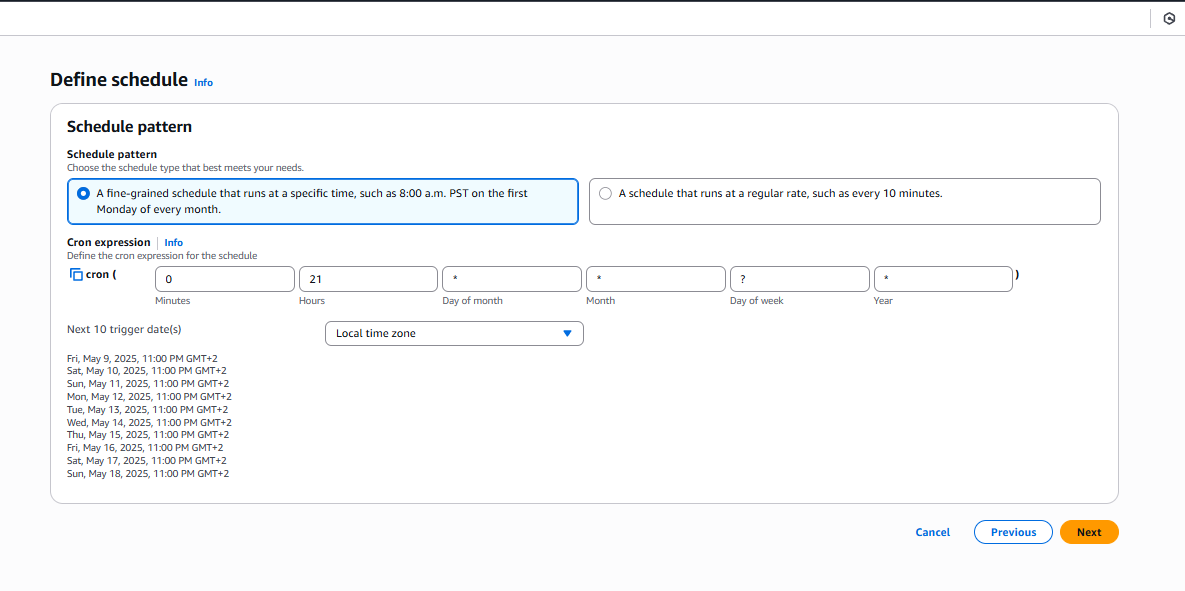 Define schedule Info
Schedule pattern
Schedule pattern
Choose the schedule type that best meets your needs.
A fine-grained schedule that runs at a specific time, such as 8:00 a.m. PST on the first
Monday of every month.
A schedule that runs at a regular rate, such as every 10 minutes.
Cron expression Info
Define the cron expression for the schedule
cron ( 0 21 * * ? * )
Minutes Hours Day of month Month Day of week Year
Next 10 trigger date(s) Local time zone
Fri, May 9, 2025, 11:00 PM GMT+2
Sat, May 10, 2025, 11:00 PM GMT+2
Sun, May 11, 2025, 11:00 PM GMT+2
Mon, May 12, 2025, 11:00 PM GMT+2
Tue, May 13, 2025, 11:00 PM GMT+2
Wed, May 14, 2025, 11:00 PM GMT+2
Thu, May 15, 2025, 11:00 PM GMT+2
Fri, May 16, 2025, 11:00 PM GMT+2
Sat, May 17, 2025, 11:00 PM GMT+2
Sun, May 18, 2025, 11:00 PM GMT+2
Cancel Previous Next